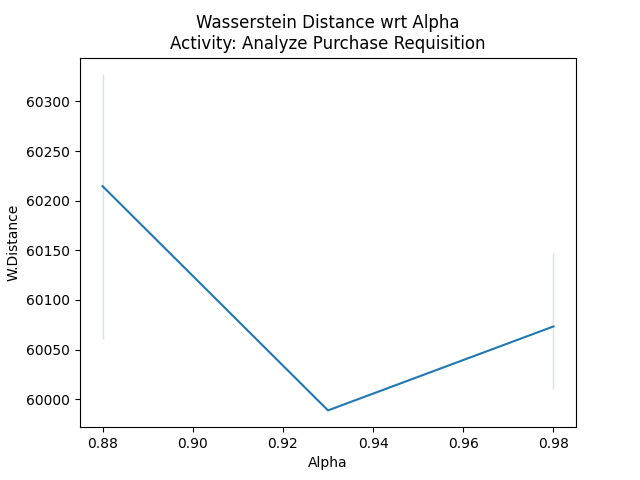 Wasserstein Distance wrt Alpha
Activity: Analyze Purchase Requisition
W.Distance
60300
60250
60200
60150
60100
60050
60000
0.88 0.90 0.92 0.94 0.96 0.98
Alpha